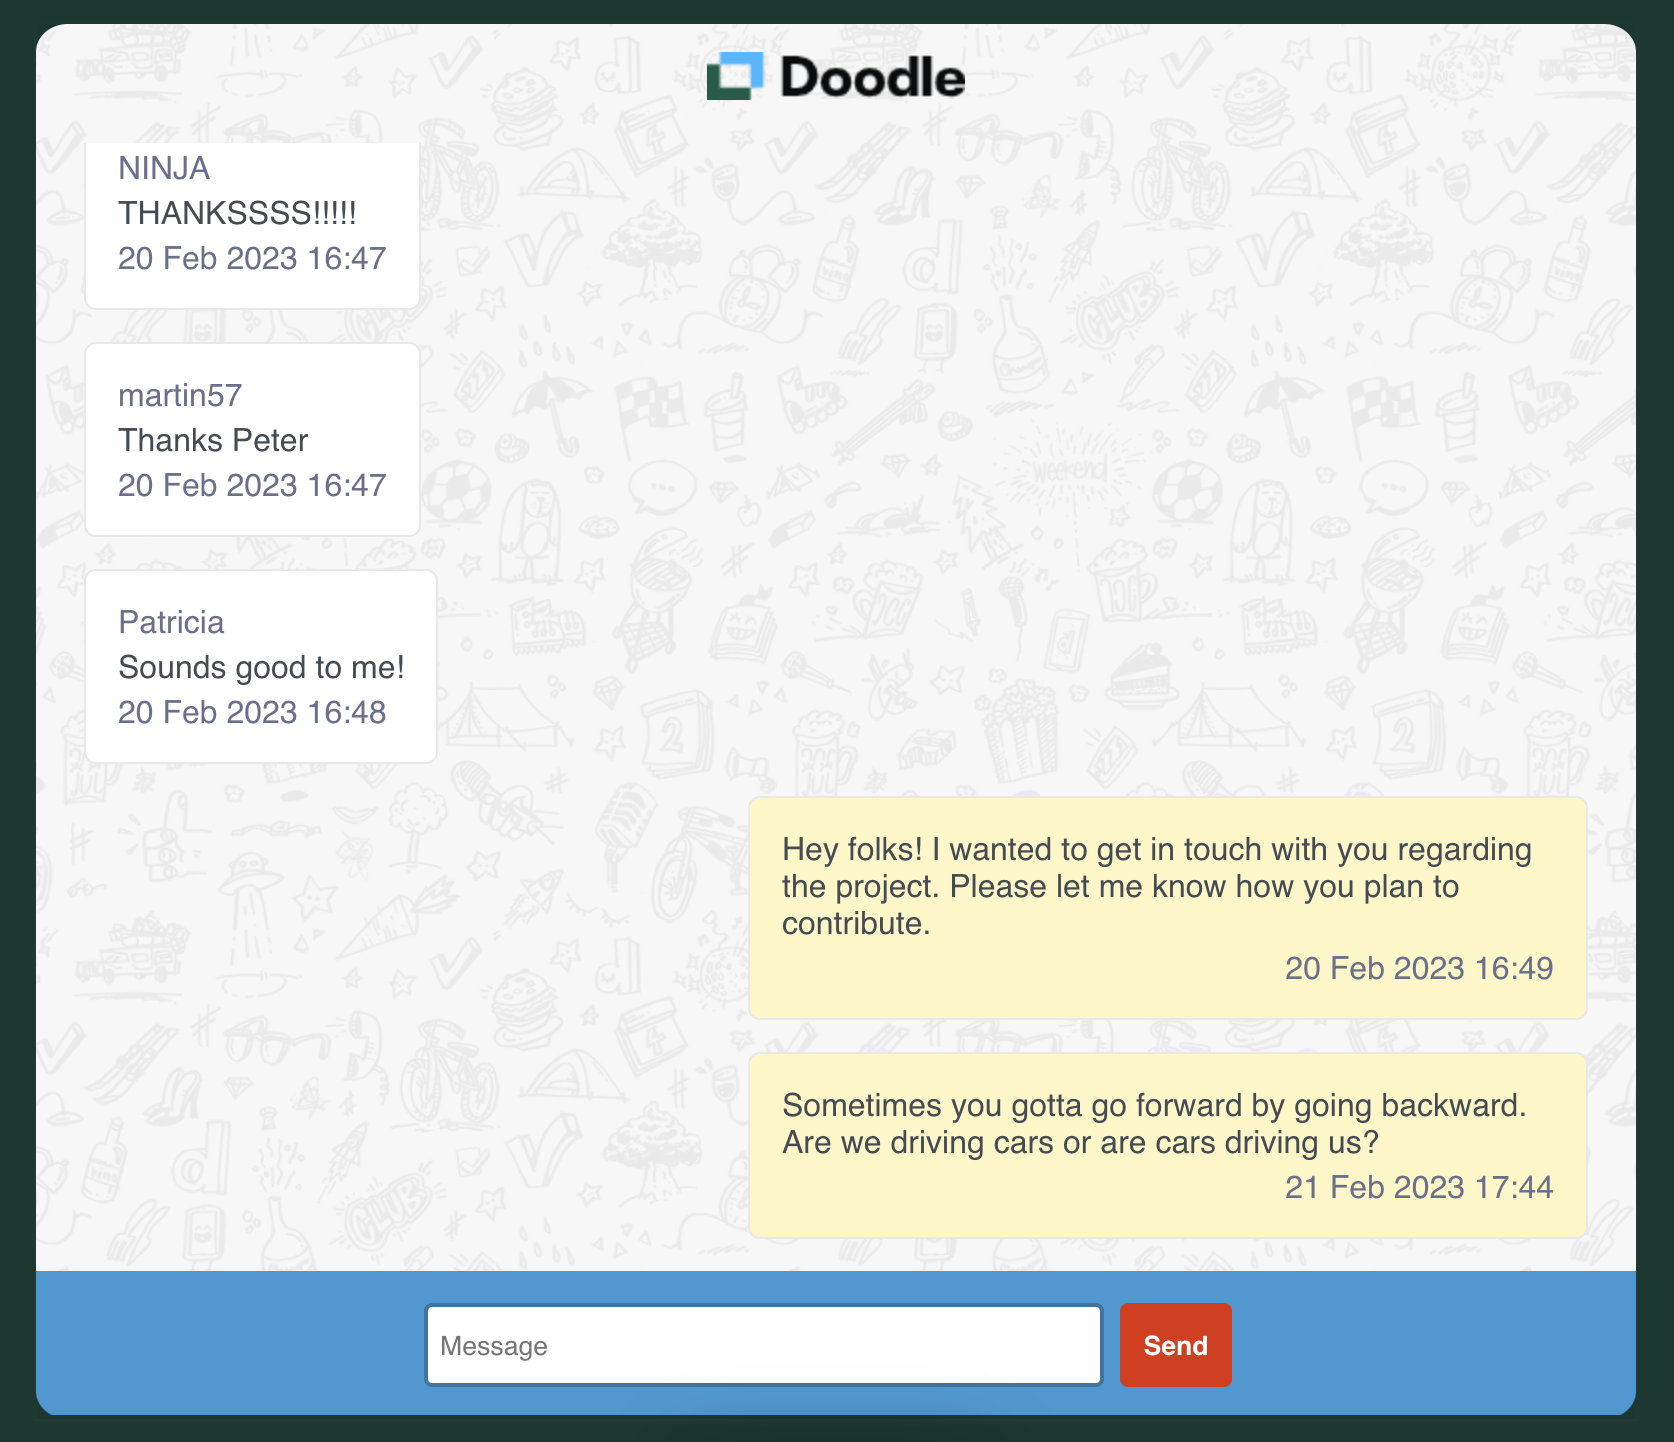 Doodle
NINJA
THANKSSSS!!!!!
20 Feb 2023 16:47
martin57
Thanks Peter
20 Feb 2023 16:47
Patricia
Sounds good to me!
20 Feb 2023 16:48
Hey folks! I wanted to get in touch with you regarding
the project. Please let me know how you plan to
contribute.
20 Feb 2023 16:49
Sometimes you gotta go forward by going backward.
Are we driving cars or are cars driving us?
21 Feb 2023 17:44
Message
Send